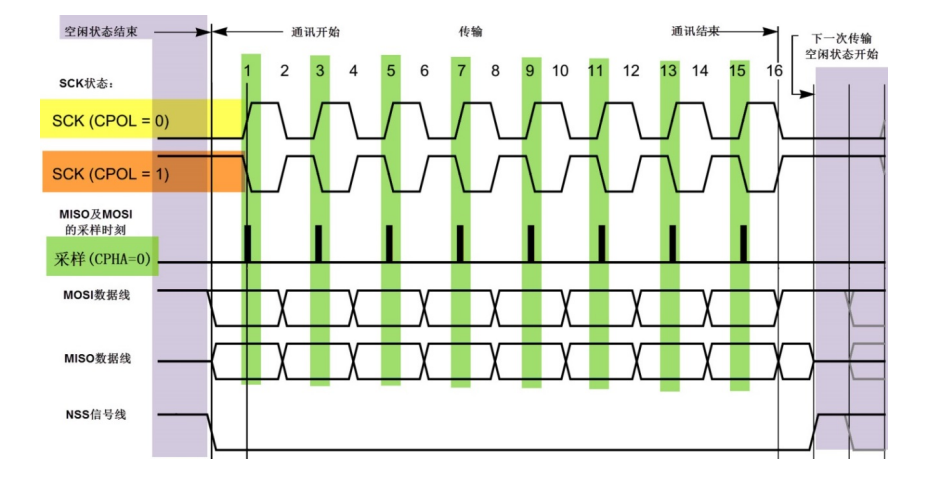 空闲状态结束
通讯开始
传输
通讯结束
下一次传输
空闲状态开始
1 2 3 4 5 6 7 8 9 10 11 12 13 14 15 16
SCK状态:
SCK (CPOL = 0)
SCK (CPOL = 1)
MISO及MOSI
的采样时刻
采样(CPHA=0)
MOSI数据线
MISO数据线
NSS信号线